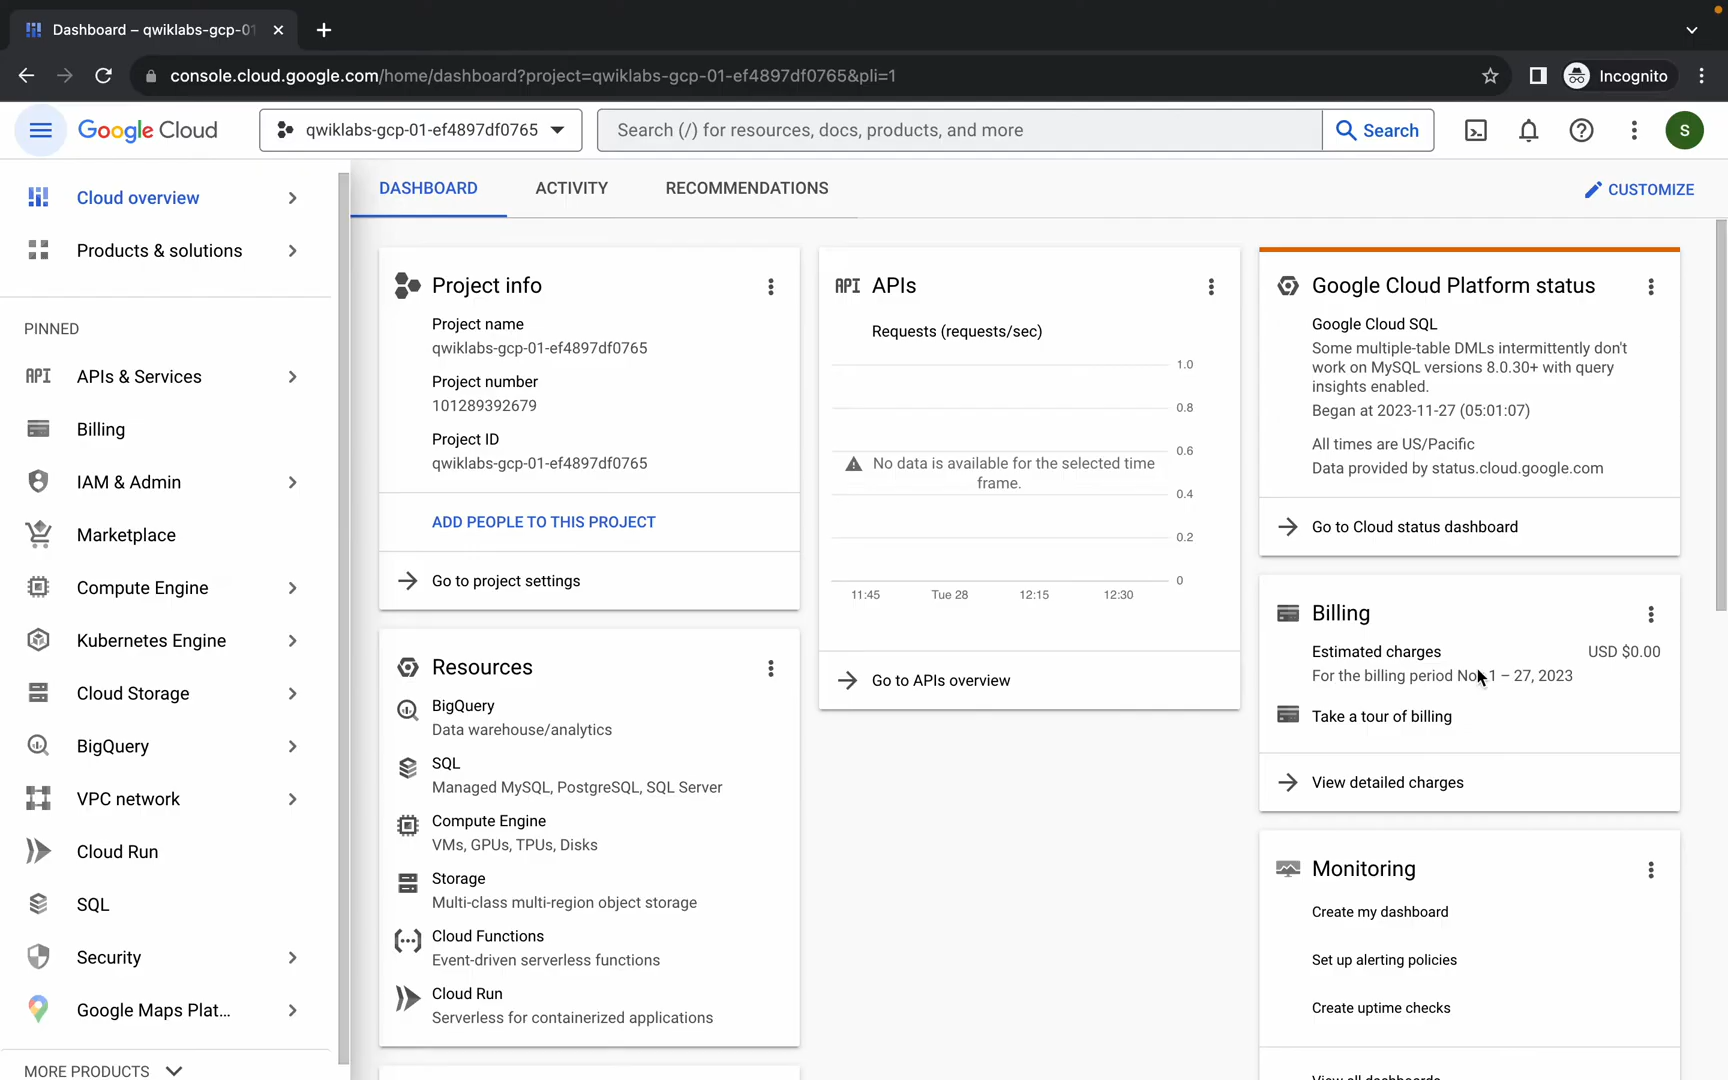 Dashboard – qwiklabs-gcp-01
console.cloud.google.com/home/dashboard?project=qwiklabs-gcp-01-ef4897df0765&pli=1
Incognito
Google Cloud
qwiklabs-gcp-01-ef4897df0765
Search (/) for resources, docs, products, and more
Search
S
Cloud overview
Products & solutions
PINNED
API
APIs & Services
Billing
IAM & Admin
Marketplace
Compute Engine
Kubernetes Engine
Cloud Storage
BigQuery
VPC network
Cloud Run
SQL
Security
Google Maps Plat...
MORE PRODUCTS
DASHBOARD
ACTIVITY
RECOMMENDATIONS
CUSTOMIZE
Project info
Project name
qwiklabs-gcp-01-ef4897df0765
Project number
101289392679
Project ID
qwiklabs-gcp-01-ef4897df0765
ADD PEOPLE TO THIS PROJECT
Go to project settings
Resources
BigQuery
Data warehouse/analytics
SQL
Managed MySQL, PostgreSQL, SQL Server
Compute Engine
VMs, GPUs, TPUs, Disks
Storage
Multi-class multi-region object storage
Cloud Functions
Event-driven serverless functions
Cloud Run
Serverless for containerized applications
API APIs
Requests (requests/sec)
1.0
0.8
0.6
No data is available for the selected time
frame.
0.4
0.2
0
11:45 Tue 28 12:15 12:30
Go to APIs overview
Google Cloud Platform status
Google Cloud SQL
Some multiple-table DMLs intermittently don't
work on MySQL versions 8.0.30+ with query
insights enabled.
Began at 2023-11-27 (05:01:07)
All times are US/Pacific
Data provided by status.cloud.google.com
Go to Cloud status dashboard
Billing
Estimated charges USD $0.00
For the billing period 1 – 27, 2023
Take a tour of billing
View detailed charges
Monitoring
Create my dashboard
Set up alerting policies
Create uptime checks